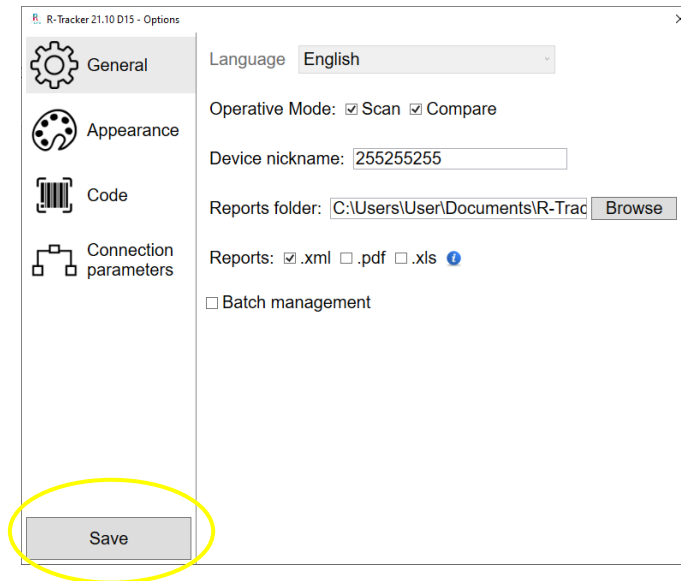 R-Tracker 21.10 D15 - Options
General
Appearance
Code
Connection
parameters
Save
Language English
Operative Mode: Scan Compare
Device nickname: 255255255
Reports folder: C:\Users\User\Documents\R-Trac Browse
Reports: .xml .pdf .xls
Batch management